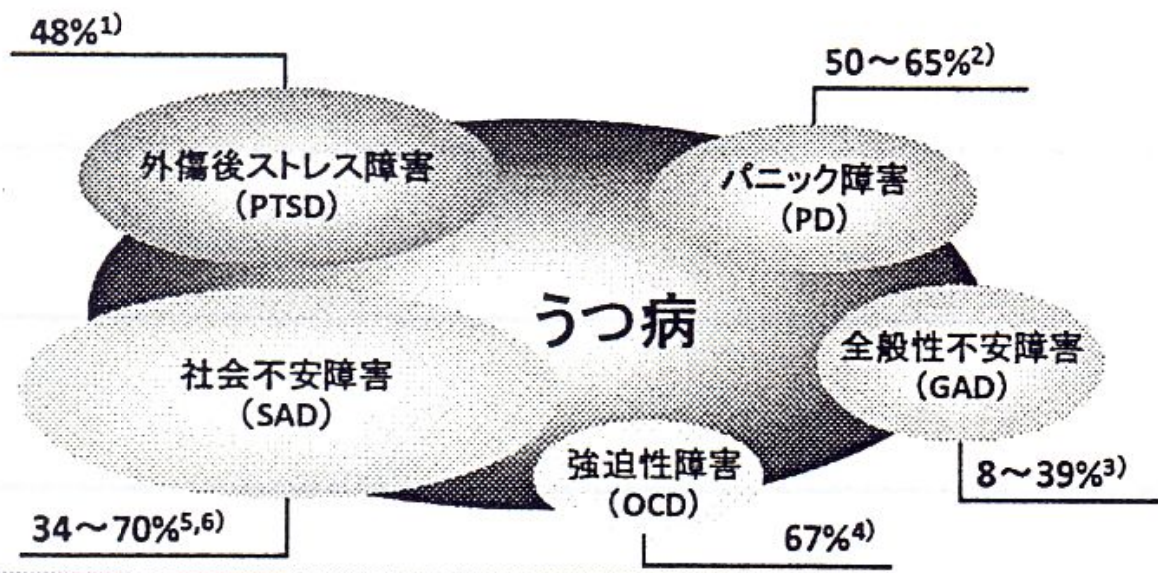 48%1)
50～65%2)
外傷後ストレス障害
(PTSD)
パニック障害
(PD)
うつ病
社会不安障害
(SAD)
全般性不安障害
(GAD)
強迫性障害
(OCD)
8～39%3)
34～70%5,6)
67%4)